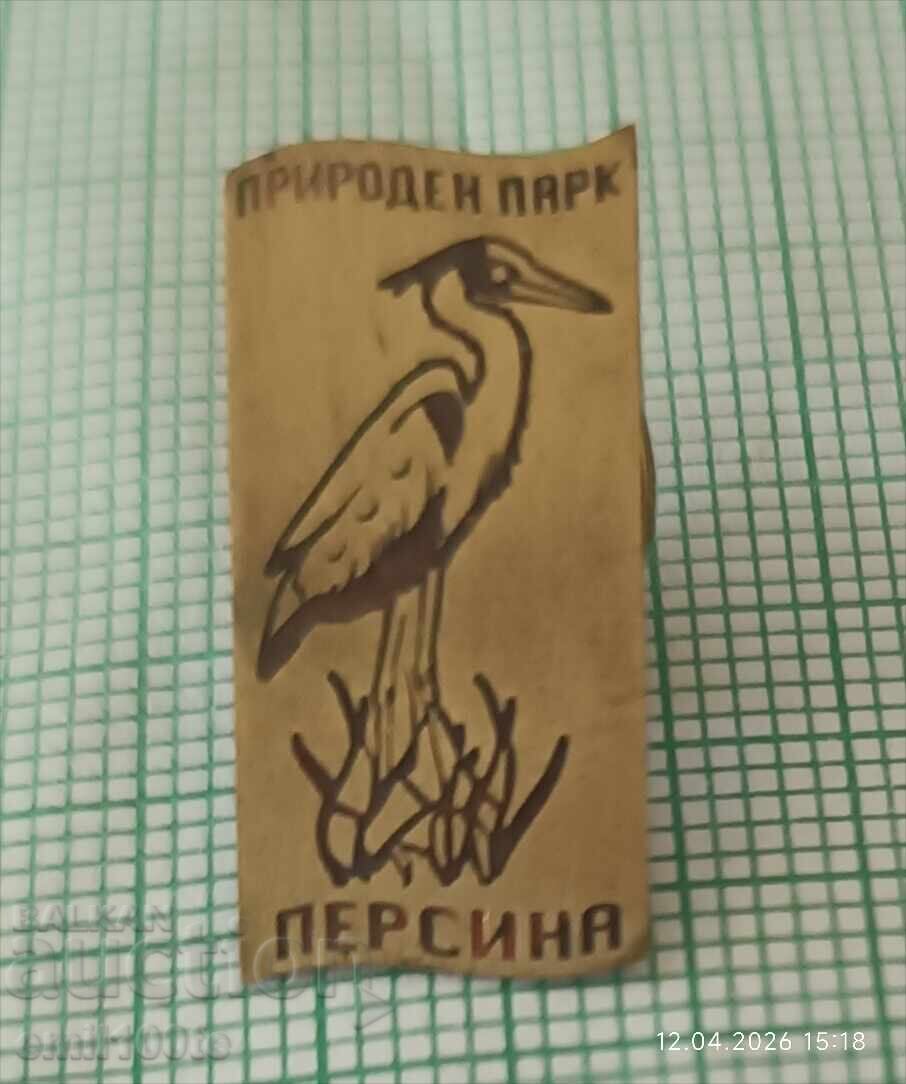 ПРИРОДЕН ПАРК
ПЕРСИНА
BALKAN
auction
emil100to
12.04.2026 15:18